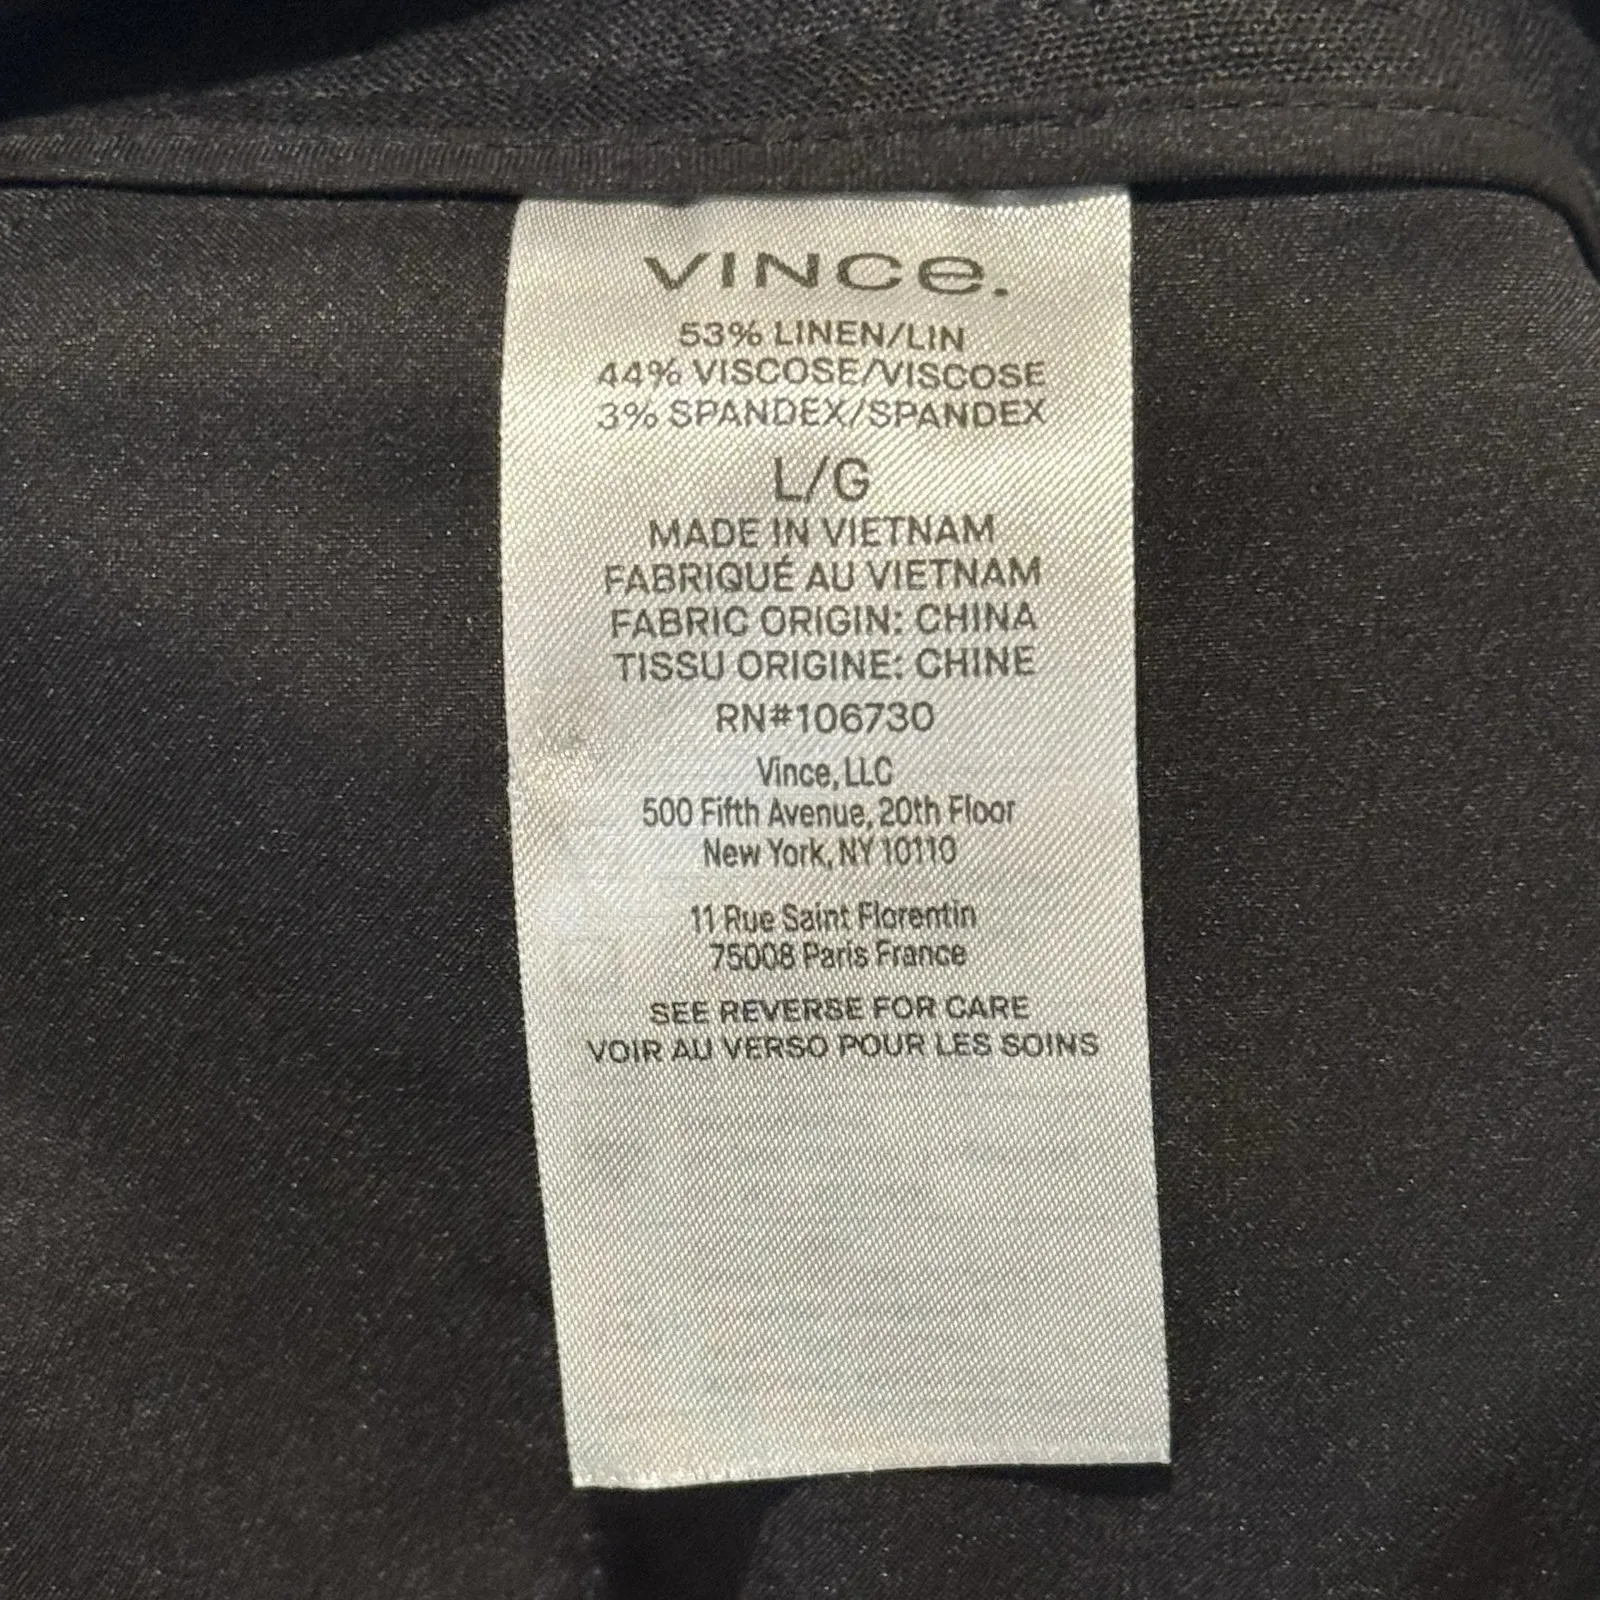 VINCe.
53% LINEN/LIN
44% VISCOSE/VISCOSE
3% SPANDEX/SPANDEX
L/G
MADE IN VIETNAM
FABRIQUÉ AU VIETNAM
FABRIC ORIGIN: CHINA
TISSU ORIGINE: CHINE
RN#106730
Vince, LLC
500 Fifth Avenue, 20th Floor
New York, NY 10110
11 Rue Saint Florentin
75008 Paris France
SEE REVERSE FOR CARE
VOIR AU VERSO POUR LES SOINS